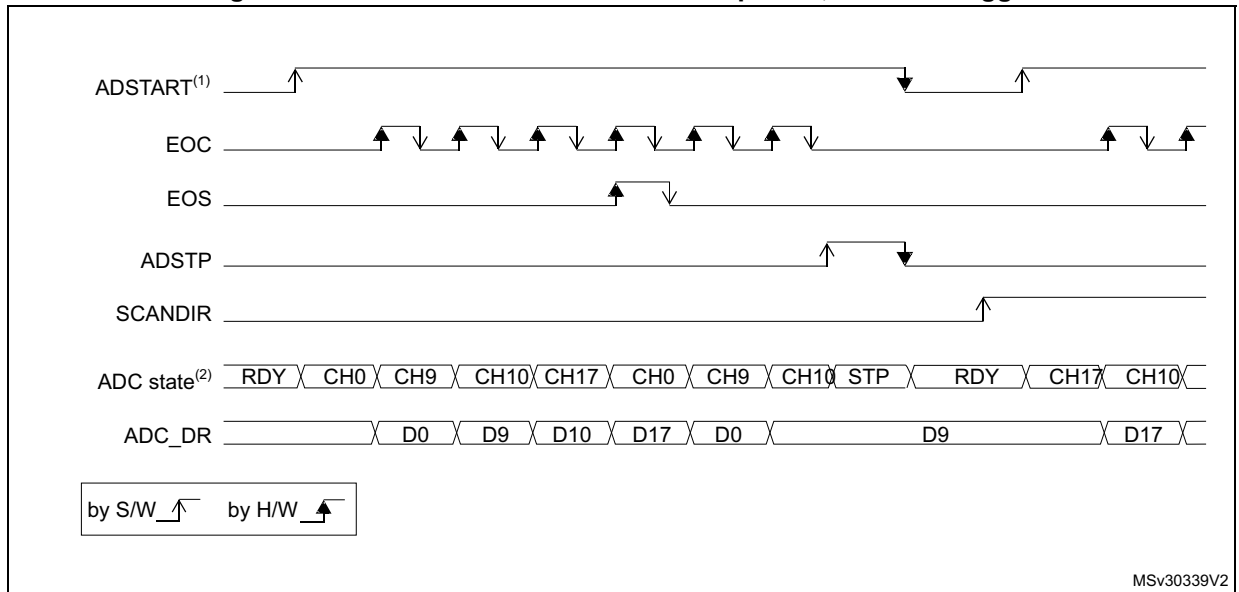 ADSTART(1)
EOC
EOS
ADSTP
SCANDIR
ADC state(2) RDY CH0 CH9 CH10 CH17 CH0 CH9 CH10 STP RDY CH17 CH10
ADC_DR D0 D9 D10 D17 D0 D9 D17
by S/W by H/W
MSv30339V2